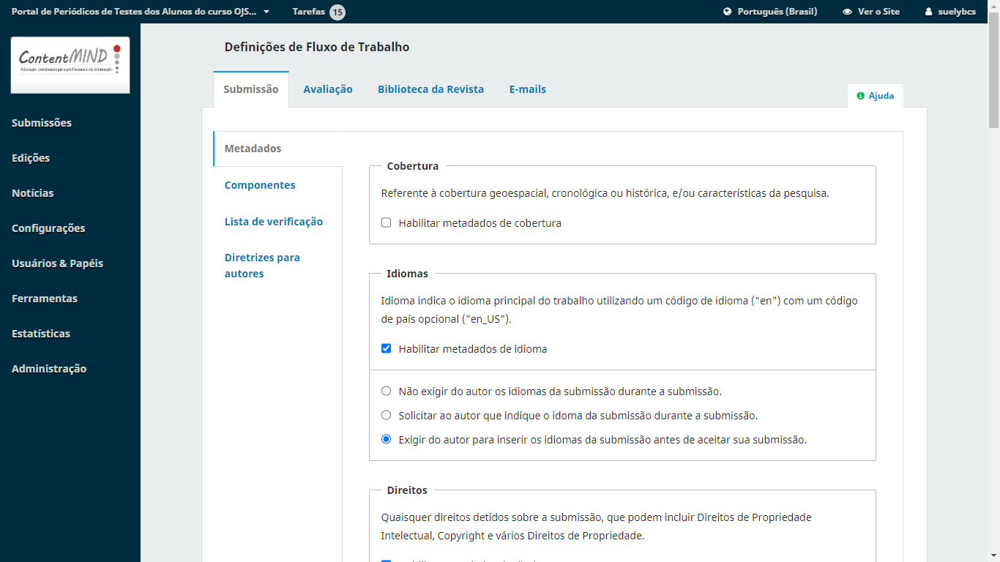 Portal de Periódicos de Testes dos Alunos do curso OJS...
Tarefas 15
Português (Brasil)
Ver o Site
suelybcs
ContentMIND
Educação continuada para profissionais da informação
Submissões
Edições
Notícias
Configurações
Usuários & Papéis
Ferramentas
Estatísticas
Administração
Definições de Fluxo de Trabalho
Submissão
Avaliação
Biblioteca da Revista
E-mails
Ajuda
Metadados
Componentes
Lista de verificação
Diretrizes para
autores
Cobertura
Referente à cobertura geoespacial, cronológica ou histórica, e/ou características da pesquisa.
Habilitar metadados de cobertura
Idiomas
Idioma indica o idioma principal do trabalho utilizando um código de idioma ("en") com um código
de país opcional ("en_US").
Habilitar metadados de idioma
Não exigir do autor os idiomas da submissão durante a submissão.
Solicitar ao autor que indique o idoma da submissão durante a submissão.
Exigir do autor para inserir os idiomas da submissão antes de aceitar sua submissão.
Direitos
Quaisquer direitos detidos sobre a submissão, que podem incluir Direitos de Propriedade
Intelectual, Copyright e vários Direitos de Propriedade.